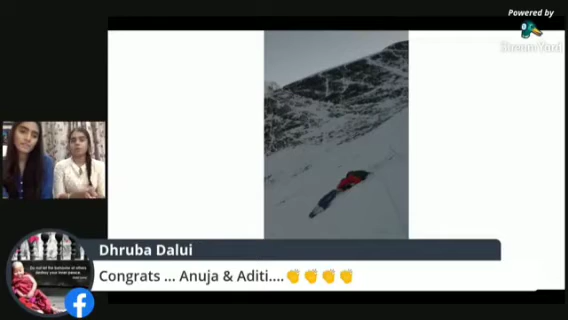 Powered by
StreamYard
Dhruba Dalui
Congrats ... Anuja & Aditi....👏👏👏👏